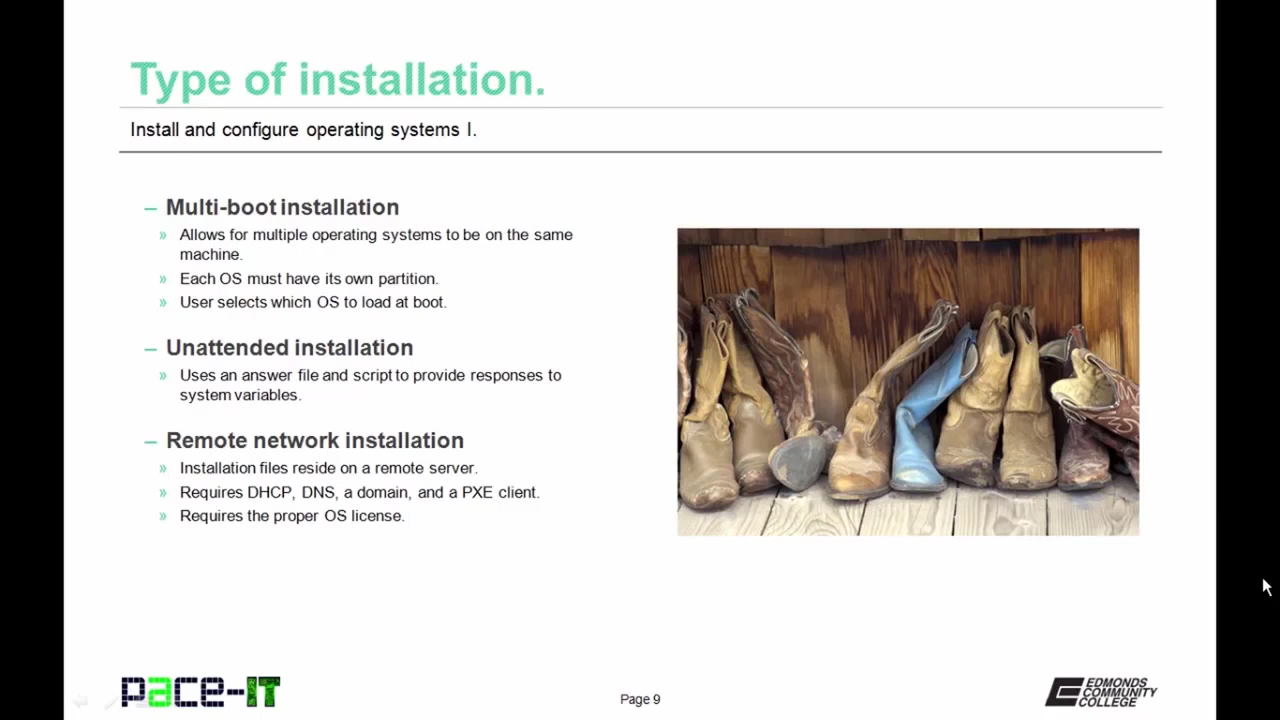 Type of installation.
Install and configure operating systems I.
– Multi-boot installation
» Allows for multiple operating systems to be on the same
machine.
» Each OS must have its own partition.
» User selects which OS to load at boot.
– Unattended installation
» Uses an answer file and script to provide responses to
system variables.
– Remote network installation
» Installation files reside on a remote server.
» Requires DHCP, DNS, a domain, and a PXE client.
» Requires the proper OS license.
pace-IT
Page 9
EDMONDS
COMMUNITY
COLLEGE